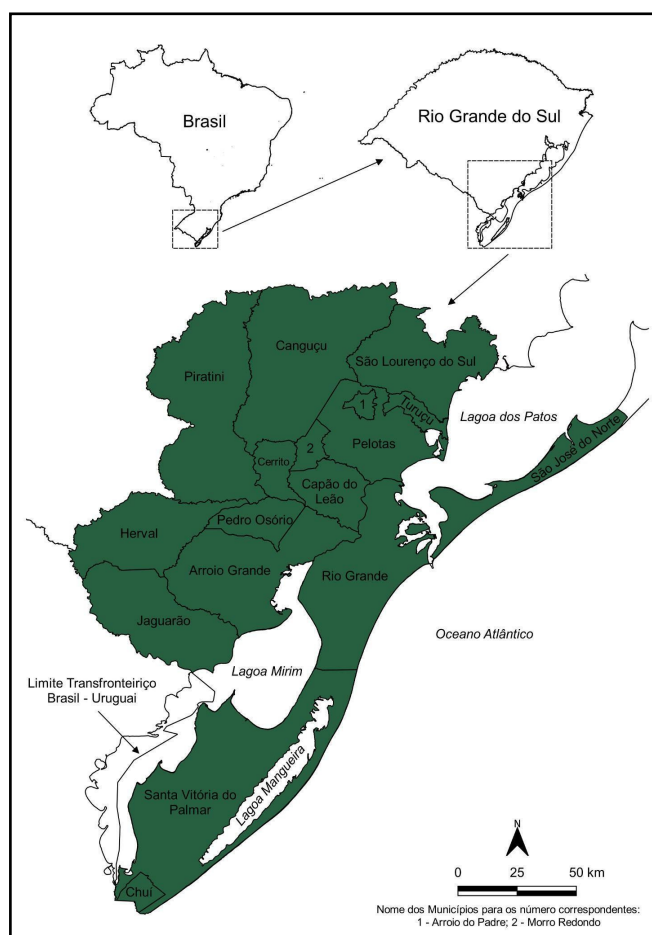 Brasil
Rio Grande do Sul
Canguçu
São Lourenço do Sul
Piratini
1
Turuçu
Lagoa dos Patos
São José do Norte
2
Pelotas
Cerrito
Capão do
Leão
Herval
Pedro Osório
Arroio Grande
Rio Grande
Jaguarão
Oceano Atlântico
Lagoa Mirim
Limite Transfronteiriço
Brasil - Uruguai
Lagoa Mangueira
Santa Vitória do
Palmar
Chuí
N
0 25 50 km
Nome dos Municípios para os número correspondentes:
1 - Arroio do Padre; 2 - Morro Redondo